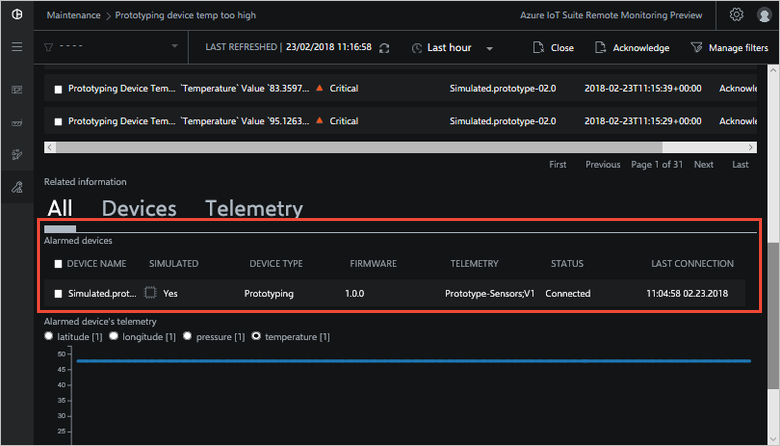 Maintenance > Prototyping device temp too high Azure IoT Suite Remote Monitoring Preview
---- LAST REFRESHED | 23/02/2018 11:16:58 Last hour Close Acknowledge Manage filters
Prototyping Device Tem... `Temperature` Value `83.3597... Critical Simulated.prototype-02.0 2018-02-23T11:15:39+00:00 Acknowle
Prototyping Device Tem... `Temperature` Value `95.1263... Critical Simulated.prototype-02.0 2018-02-23T11:15:29+00:00 Acknowle
First Previous Page 1 of 31 Next Last
Related information
All Devices Telemetry
Alarmed devices
DEVICE NAME SIMULATED DEVICE TYPE FIRMWARE TELEMETRY STATUS LAST CONNECTION
Simulated.prot... Yes Prototyping 1.0.0 Prototype-Sensors;V1 Connected 11:04:58 02.23.2018
Alarmed device's telemetry
latitude [1] longitude [1] pressure [1] temperature [1]
50
45
40
35
30
25